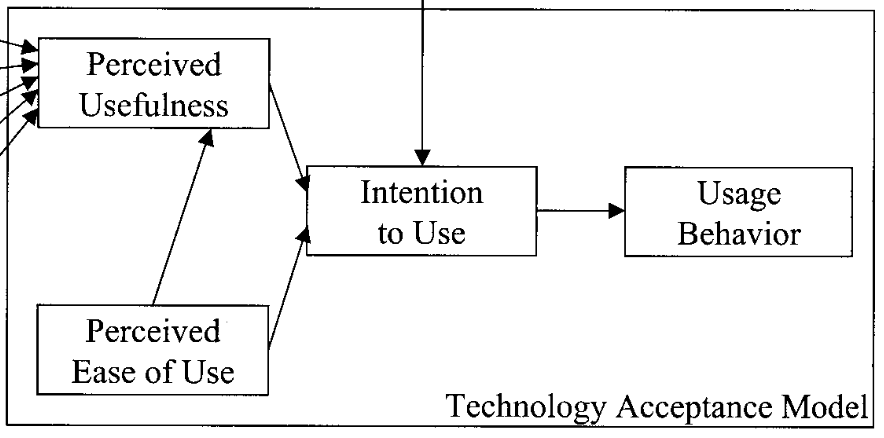 Perceived
Usefulness
Intention
to Use
Usage
Behavior
Perceived
Ease of Use
Technology Acceptance Model